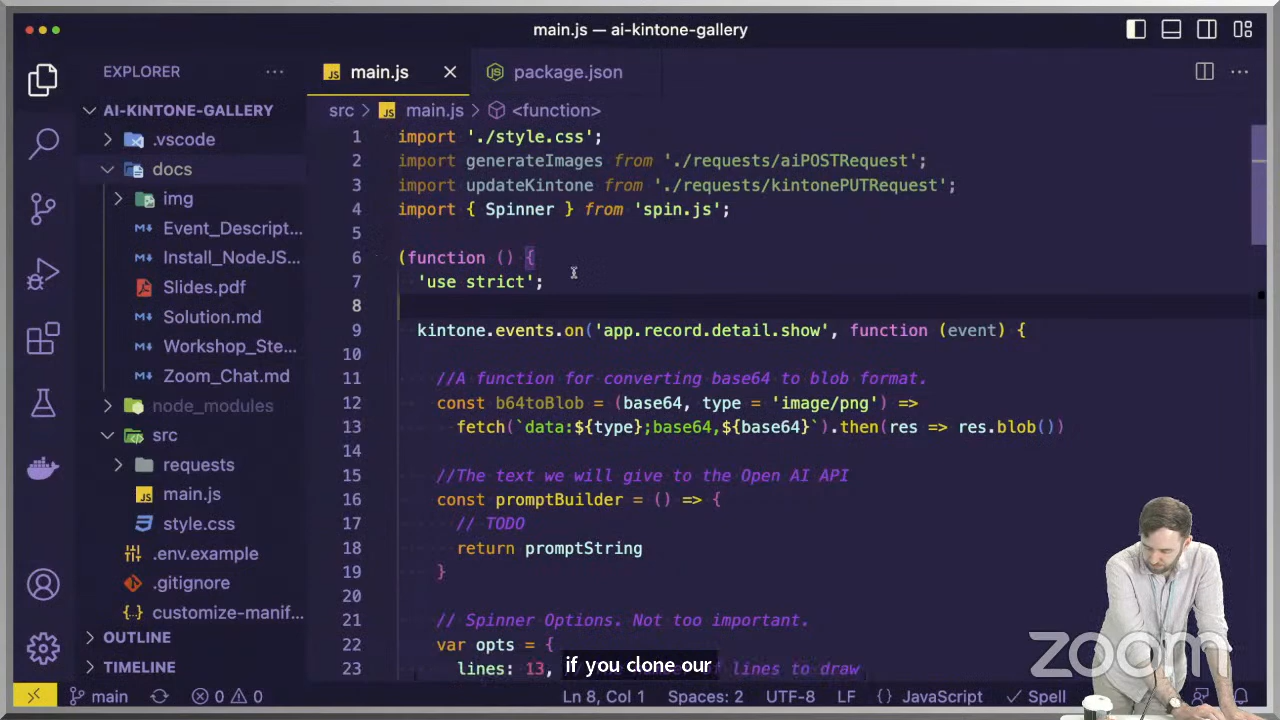 main.js — ai-kintone-gallery
EXPLORER
main.js
package.json
AI-KINTONE-GALLERY
.vscode
docs
img
Event_Descript...
Install_NodeJS...
Slides.pdf
Solution.md
Workshop_Ste...
Zoom_Chat.md
node_modules
src
requests
main.js
style.css
.env.example
.gitignore
customize-manif...
OUTLINE
TIMELINE
src > main.js > <function>
1 import './style.css';
2 import generateImages from './requests/aiPOSTRequest';
3 import updateKintone from './requests/kintonePUTRequest';
4 import { Spinner } from 'spin.js';
5
6 (function () {
7 'use strict';
8
9 kintone.events.on('app.record.detail.show', function (event) {
10
11 //A function for converting base64 to blob format.
12 const b64toBlob = (base64, type = 'image/png') =>
13 fetch(`data:${type};base64,${base64}`).then(res => res.blob())
14
15 //The text we will give to the Open AI API
16 const promptBuilder = () => {
17 // TODO
18 return promptString
19 }
20
21 // Spinner Options. Not too important.
22 var opts = {
23 lines: 13, of lines to draw
if you clone our
zoom
main 0 0 Ln 8, Col 1 Spaces: 2 UTF-8 LF {} JavaScript Spell